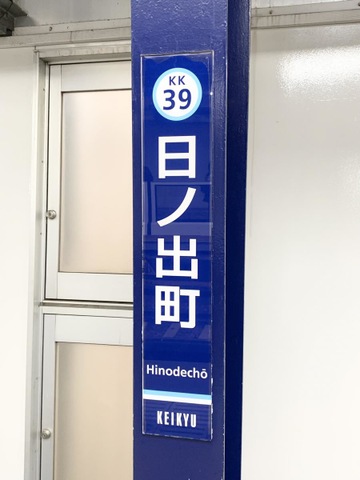 KK
39
日ノ出町
Hinodechō
KEIKYU